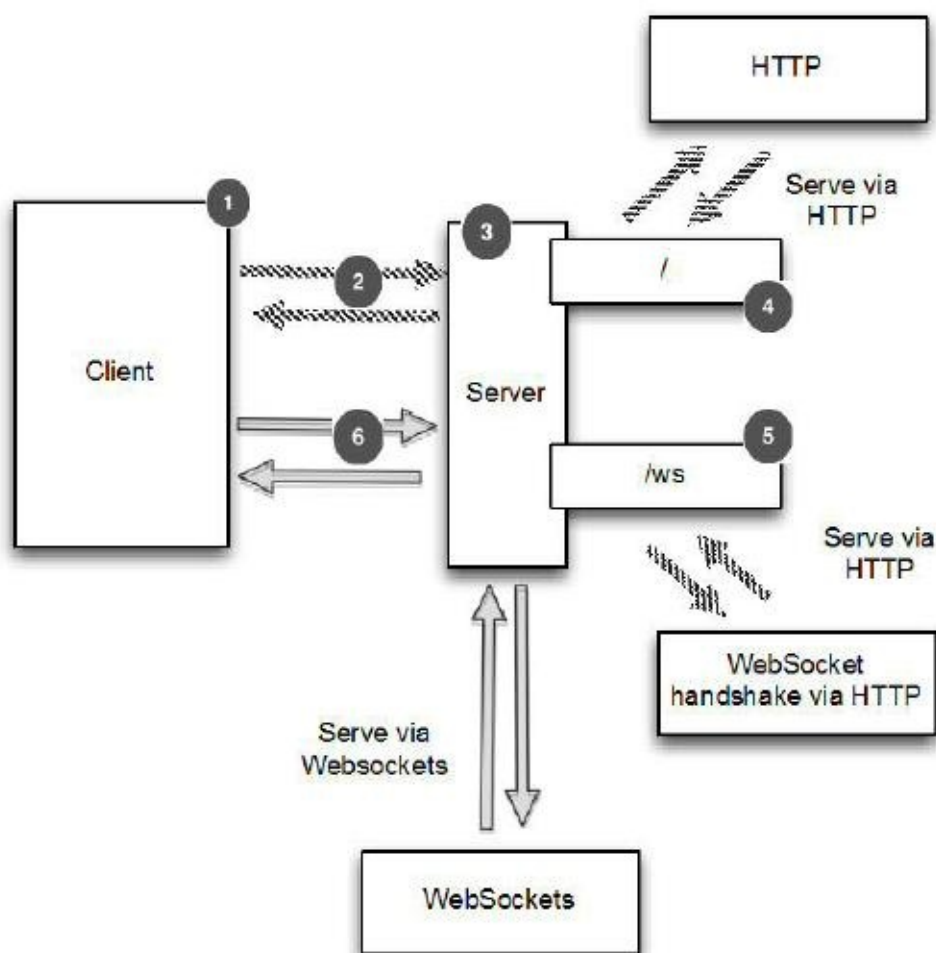 HTTP
Serve via
HTTP
1
3
2
/
4
Client
Server
6
5
/ws
Serve via
HTTP
WebSocket
handshake via HTTP
Serve via
Websockets
WebSockets